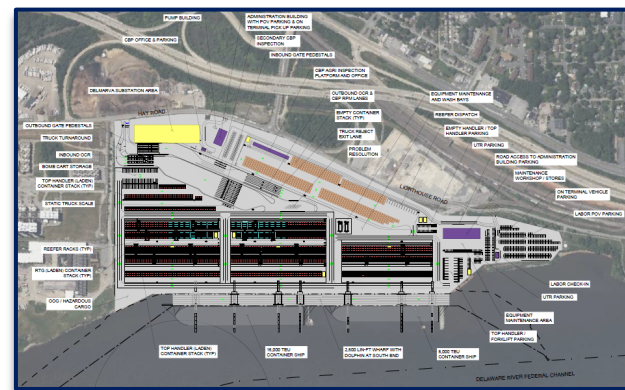 PUMP BUILDING
ADMINISTRATION BUILDING
WITH POV PARKING & ON
TERMINAL PICK UP PARKING
SECONDARY CBP
INSPECTION
CBP OFFICE & PARKING
INBOUND GATE PEDESTALS
CBP AGRI INSPECTION
PLATFORM AND OFFICE
DELMARVA SUBSTATION AREA
OUTBOUND OCR &
CBP RPM LANES
EQUIPMENT MAINTENANCE
AND WASH BAYS
EMPTY CONTAINER
STACK (TYP)
REEFER DISPATCH
HAY ROAD
OUTBOUND GATE PEDESTALS
TRUCK REJECT
EXIT LANE
EMPTY HANDLER / TOP
HANDLER PARKING
TRUCK TURNAROUND
PROBLEM
RESOLUTION
UTR PARKING
INBOUND OCR
ROAD ACCESS TO ADMINISTRATION
BUILDING PARKING
BOMB CART STORAGE
MAINTENANCE
WORKSHOP / STORES
TOP HANDLER (LADEN)
CONTAINER STACK (TYP)
LIGHTHOUSE ROAD
ON TERMINAL VEHICLE
PARKING
STATIC TRUCK SCALE
LABOR POV PARKING
REEFER RACKS (TYP)
RTG (LADEN) CONTAINER
STACK (TYP)
LABOR CHECK-IN
OOG / HAZARDOUS
CARGO
UTR PARKING
EQUIPMENT
MAINTENANCE AREA
TOP HANDLER /
FORKLIFT PARKING
TOP HANDLER (LADEN)
CONTAINER STACK (TYP)
CONTAINER SHIP
2,600 LIN-FT WHARF WITH
DOLPHIN AT SOUTH END
CONTAINER SHIP
DELAWARE RIVER FEDERAL CHANNEL